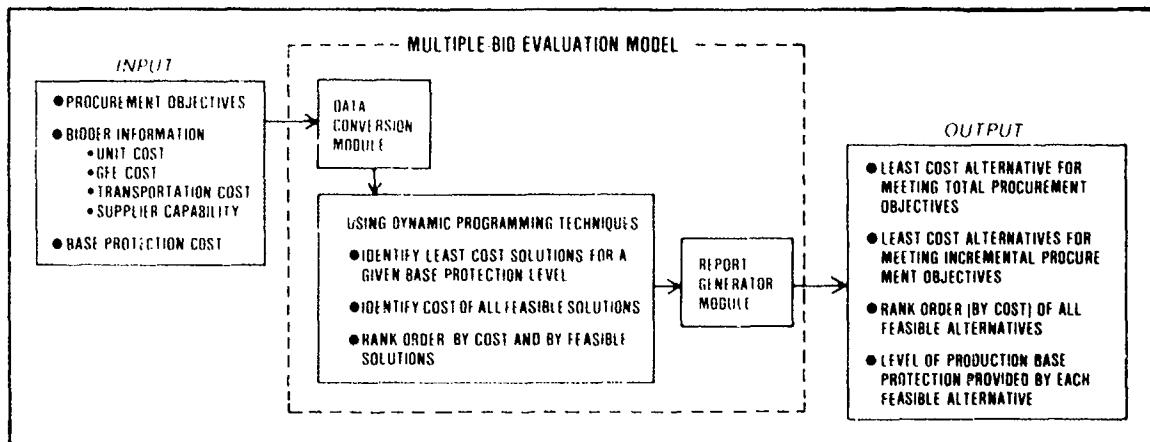 MULTIPLE BID EVALUATION MODEL
INPUT
●PROCUREMENT OBJECTIVES
●BIDDER INFORMATION
•UNIT COST
•GFE COST
•TRANSPORTATION COST
•SUPPLIER CAPABILITY
●BASE PROTECTION COST
DATA
CONVERSION
MODULE
USING DYNAMIC PROGRAMMING TECHNIQUES
●IDENTIFY LEAST COST SOLUTIONS FOR A
GIVEN BASE PROTECTION LEVEL
●IDENTIFY COST OF ALL FEASIBLE SOLUTIONS
●RANK ORDER BY COST AND BY FEASIBLE
SOLUTIONS
REPORT
GENERATOR
MODULE
OUTPUT
●LEAST COST ALTERNATIVE FOR
MEETING TOTAL PROCUREMENT
OBJECTIVES
●LEAST COST ALTERNATIVES FOR
MEETING INCREMENTAL PROCURE
MENT OBJECTIVES
●RANK ORDER (BY COST) OF ALL
FEASIBLE ALTERNATIVES
●LEVEL OF PRODUCTION BASE
PROTECTION PROVIDED BY EACH
FEASIBLE ALTERNATIVE